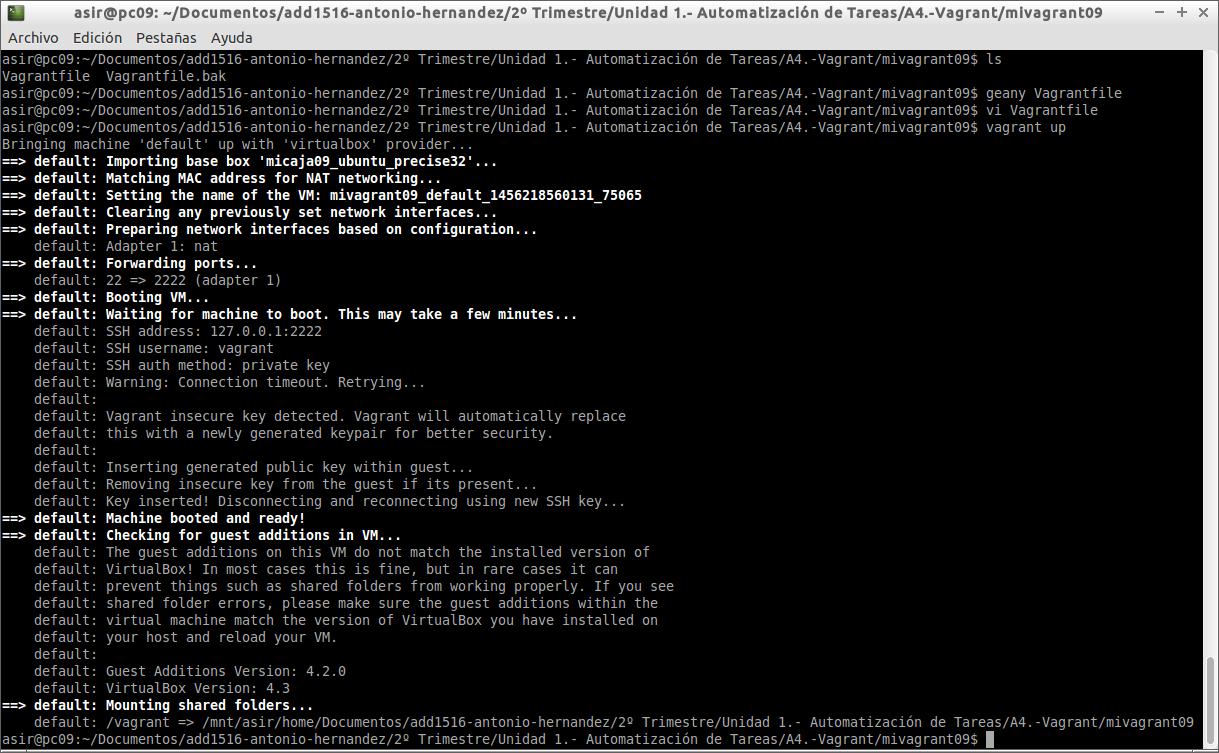 asir@pc09: ~/Documentos/add1516-antonio-hernandez/2º Trimestre/Unidad 1.- Automatización de Tareas/A4.-Vagrant/mivagrant09
Archivo Edición Pestañas Ayuda
asir@pc09:~/Documentos/add1516-antonio-hernandez/2º Trimestre/Unidad 1.- Automatización de Tareas/A4.-Vagrant/mivagrant09$ ls
Vagrantfile  Vagrantfile.bak
asir@pc09:~/Documentos/add1516-antonio-hernandez/2º Trimestre/Unidad 1.- Automatización de Tareas/A4.-Vagrant/mivagrant09$ geany Vagrantfile
asir@pc09:~/Documentos/add1516-antonio-hernandez/2º Trimestre/Unidad 1.- Automatización de Tareas/A4.-Vagrant/mivagrant09$ vi Vagrantfile
asir@pc09:~/Documentos/add1516-antonio-hernandez/2º Trimestre/Unidad 1.- Automatización de Tareas/A4.-Vagrant/mivagrant09$ vagrant up
Bringing machine 'default' up with 'virtualbox' provider...
==> default: Importing base box 'micaja09_ubuntu_precise32'...
==> default: Matching MAC address for NAT networking...
==> default: Setting the name of the VM: mivagrant09_default_1456218560131_75065
==> default: Clearing any previously set network interfaces...
==> default: Preparing network interfaces based on configuration...
    default: Adapter 1: nat
==> default: Forwarding ports...
    default: 22 => 2222 (adapter 1)
==> default: Booting VM...
==> default: Waiting for machine to boot. This may take a few minutes...
    default: SSH address: 127.0.0.1:2222
    default: SSH username: vagrant
    default: SSH auth method: private key
    default: Warning: Connection timeout. Retrying...
    default:
    default: Vagrant insecure key detected. Vagrant will automatically replace
    default: this with a newly generated keypair for better security.
    default:
    default: Inserting generated public key within guest...
    default: Removing insecure key from the guest if its present...
    default: Key inserted! Disconnecting and reconnecting using new SSH key...
==> default: Machine booted and ready!
==> default: Checking for guest additions in VM...
    default: The guest additions on this VM do not match the installed version of
    default: VirtualBox! In most cases this is fine, but in rare cases it can
    default: prevent things such as shared folders from working properly. If you see
    default: shared folder errors, please make sure the guest additions within the
    default: virtual machine match the version of VirtualBox you have installed on
    default: your host and reload your VM.
    default:
    default: Guest Additions Version: 4.2.0
    default: VirtualBox Version: 4.3
==> default: Mounting shared folders...
    default: /vagrant => /mnt/asir/home/Documentos/add1516-antonio-hernandez/2º Trimestre/Unidad 1.- Automatización de Tareas/A4.-Vagrant/mivagrant09
asir@pc09:~/Documentos/add1516-antonio-hernandez/2º Trimestre/Unidad 1.- Automatización de Tareas/A4.-Vagrant/mivagrant09$